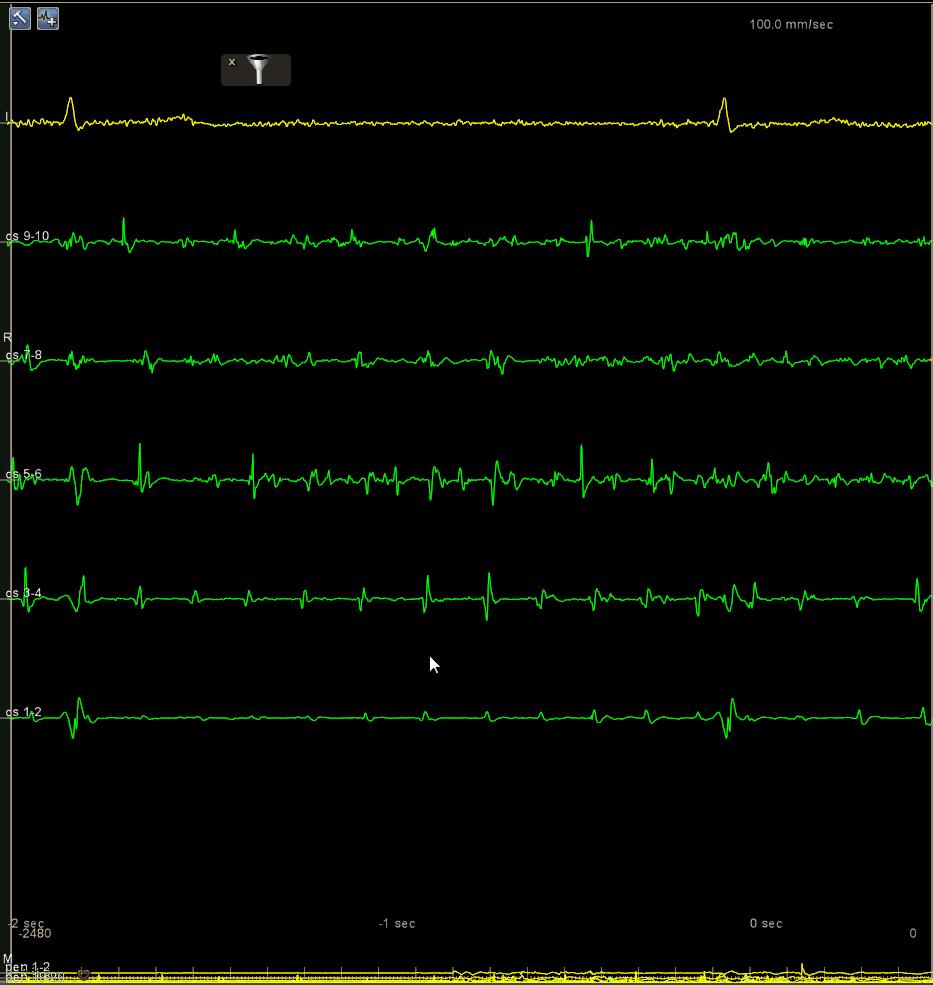 100.0 mm/sec
x
I
cs 9-10
R
cs 7-8
cs 5-6
cs 3-4
cs 1-2
-2 sec -1 sec 0 sec
-2480 0
M
pen 1-2